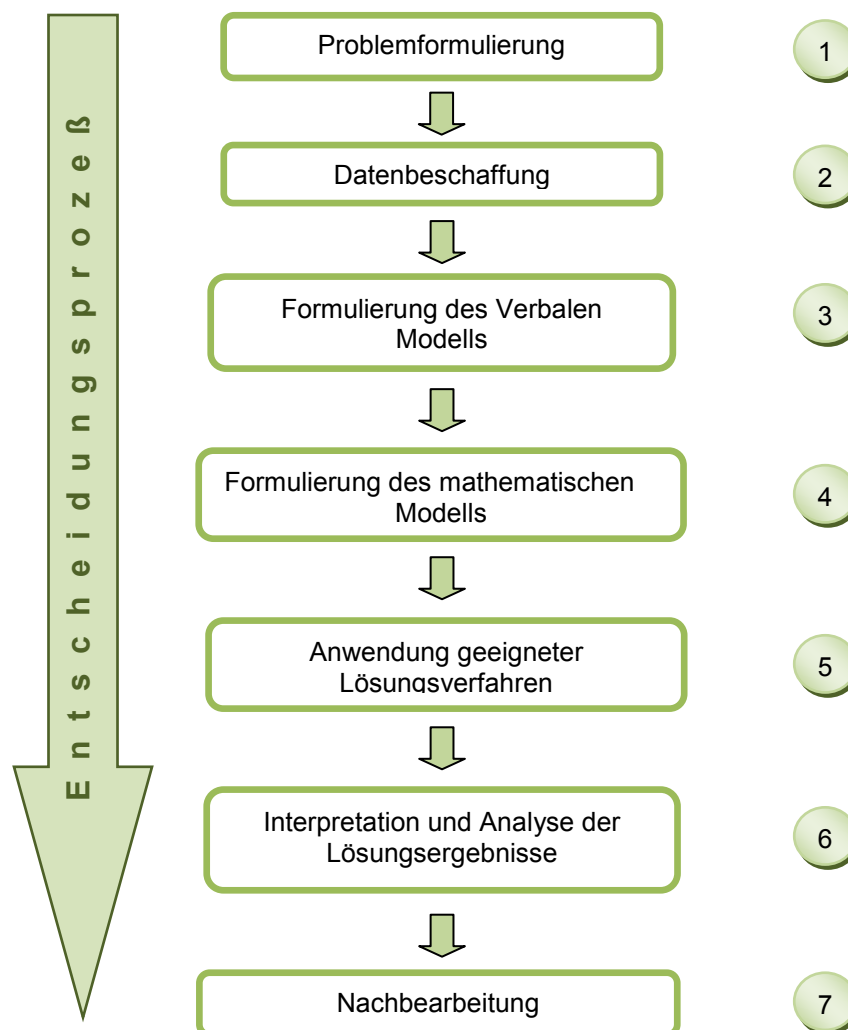 Entscheidungsprozeß
Problemformulierung
1
Datenbeschaffung
2
Formulierung des Verbalen
Modells
3
Formulierung des mathematischen
Modells
4
Anwendung geeigneter
Lösungsverfahren
5
Interpretation und Analyse der
Lösungsergebnisse
6
Nachbearbeitung
7